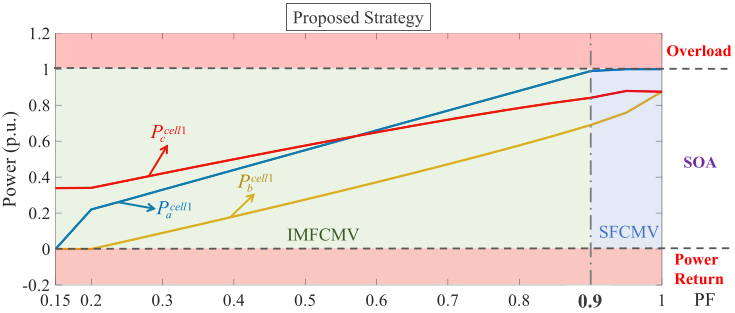 Proposed Strategy
1.2
1
0.8
0.6
0.4
0.2
0
-0.2
Power (p.u.)
Overload
SOA
Power
Return
P_c^{cell1}
P_b^{cell1}
P_a^{cell1}
IMFCMV
SFCMV
0.15 0.2 0.3 0.4 0.5 0.6 0.7 0.8 0.9 1 PF